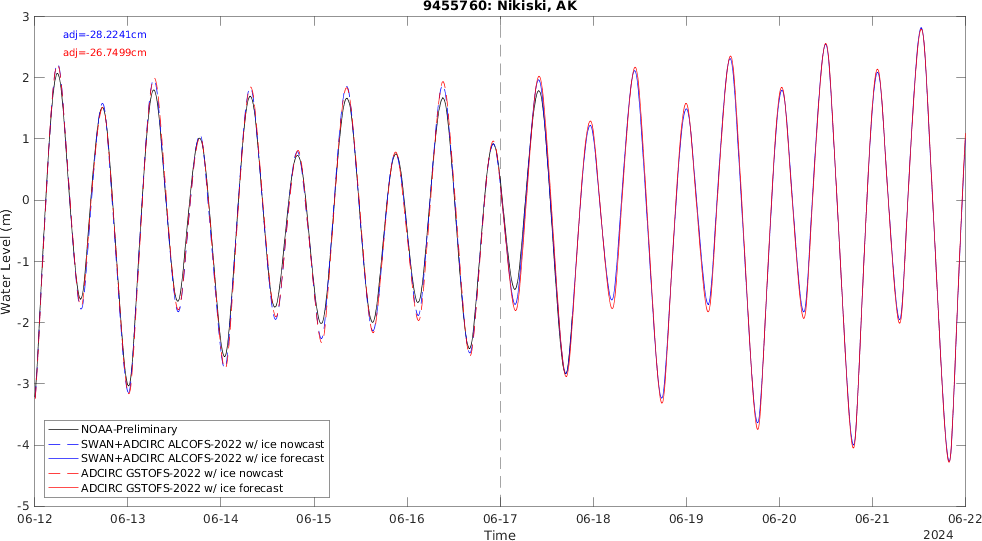 9455760: Nikiski, AK
adj=-28.2241cm
adj=-26.7499cm
3
2
1
0
-1
-2
-3
-4
-5
Water Level (m)
NOAA-Preliminary
SWAN+ADCIRC ALCOFS-2022 w/ ice nowcast
SWAN+ADCIRC ALCOFS-2022 w/ ice forecast
ADCIRC GSTOFS-2022 w/ ice nowcast
ADCIRC GSTOFS-2022 w/ ice forecast
06-12 06-13 06-14 06-15 06-16 06-17 06-18 06-19 06-20 06-21 06-22
Time
2024